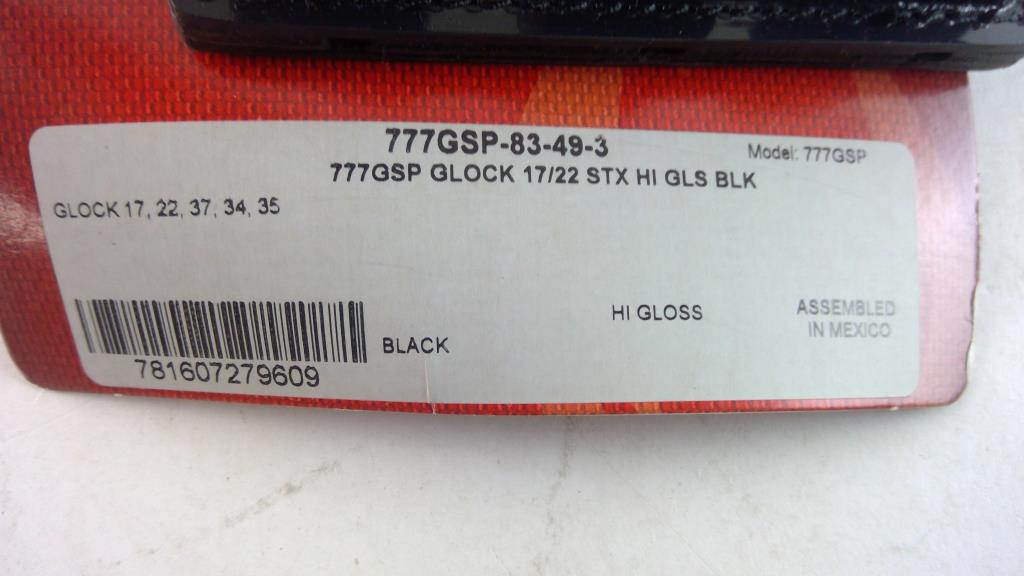 777GSP-83-49-3
Model: 777GSP
777GSP GLOCK 17/22 STX HI GLS BLK
GLOCK 17, 22, 37, 34, 35
HI GLOSS
ASSEMBLED
IN MEXICO
BLACK
781607279609